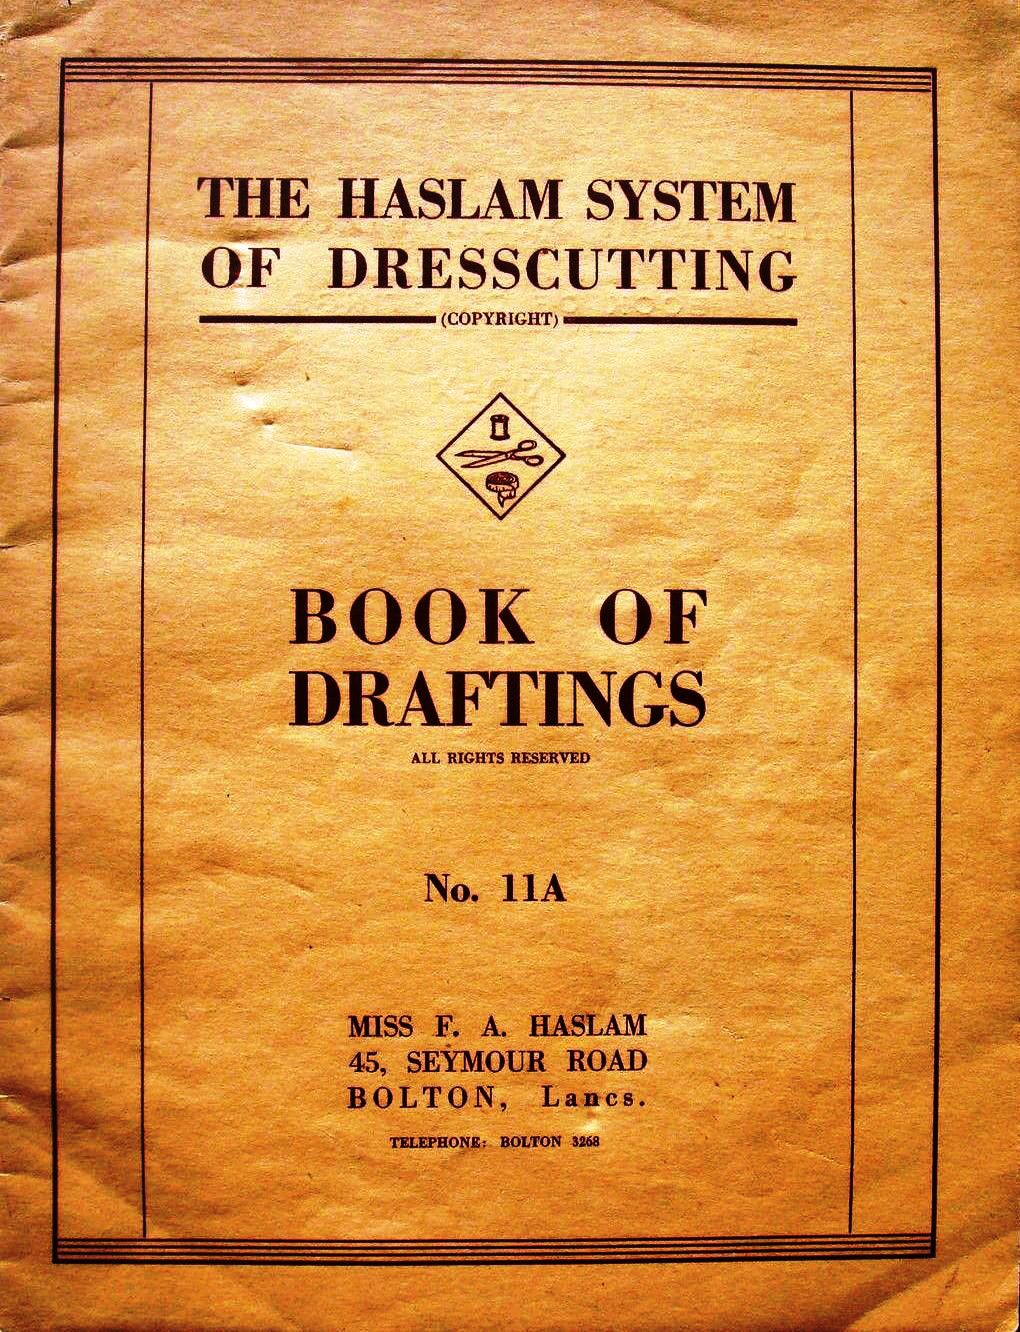 THE HASLAM SYSTEM
OF DRESSCUTTING
(COPYRIGHT)
BOOK OF
DRAFTINGS
ALL RIGHTS RESERVED
No. 11A
MISS F. A. HASLAM
45, SEYMOUR ROAD
BOLTON, Lancs.
TELEPHONE: BOLTON 3268